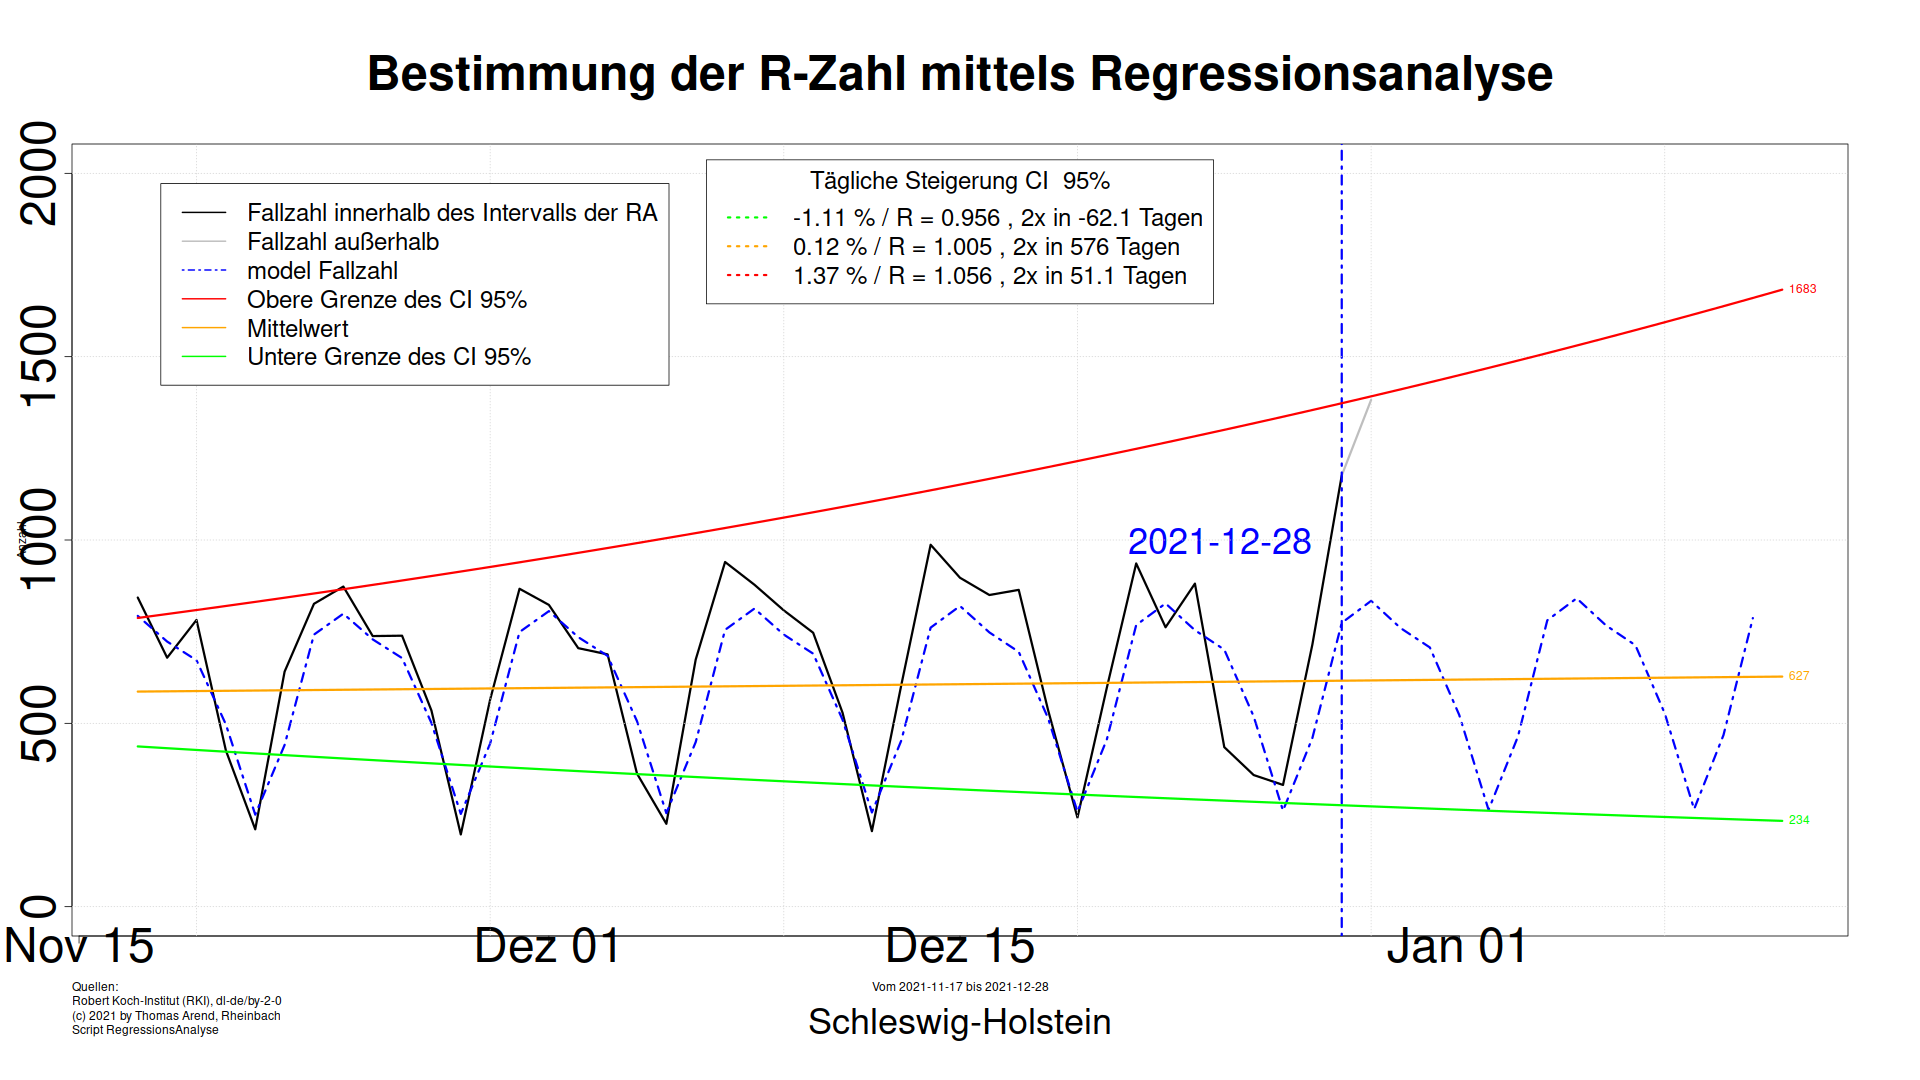 Bestimmung der R-Zahl mittels Regressionsanalyse
Fallzahl innerhalb des Intervalls der RA
Fallzahl außerhalb
model Fallzahl
Obere Grenze des CI 95%
Mittelwert
Untere Grenze des CI 95%
Tägliche Steigerung CI  95%
-1.11 % / R = 0.956 , 2x in -62.1 Tagen
0.12 % / R = 1.005 , 2x in 576 Tagen
1.37 % / R = 1.056 , 2x in 51.1 Tagen
2000
1500
1000
500
0
Anzahl
1683
2021-12-28
627
234
Nov 15
Dez 01
Dez 15
Jan 01
Quellen:
Robert Koch-Institut (RKI), dl-de/by-2-0
(c) 2021 by Thomas Arend, Rheinbach
Script RegressionsAnalyse
Vom 2021-11-17 bis 2021-12-28
Schleswig-Holstein